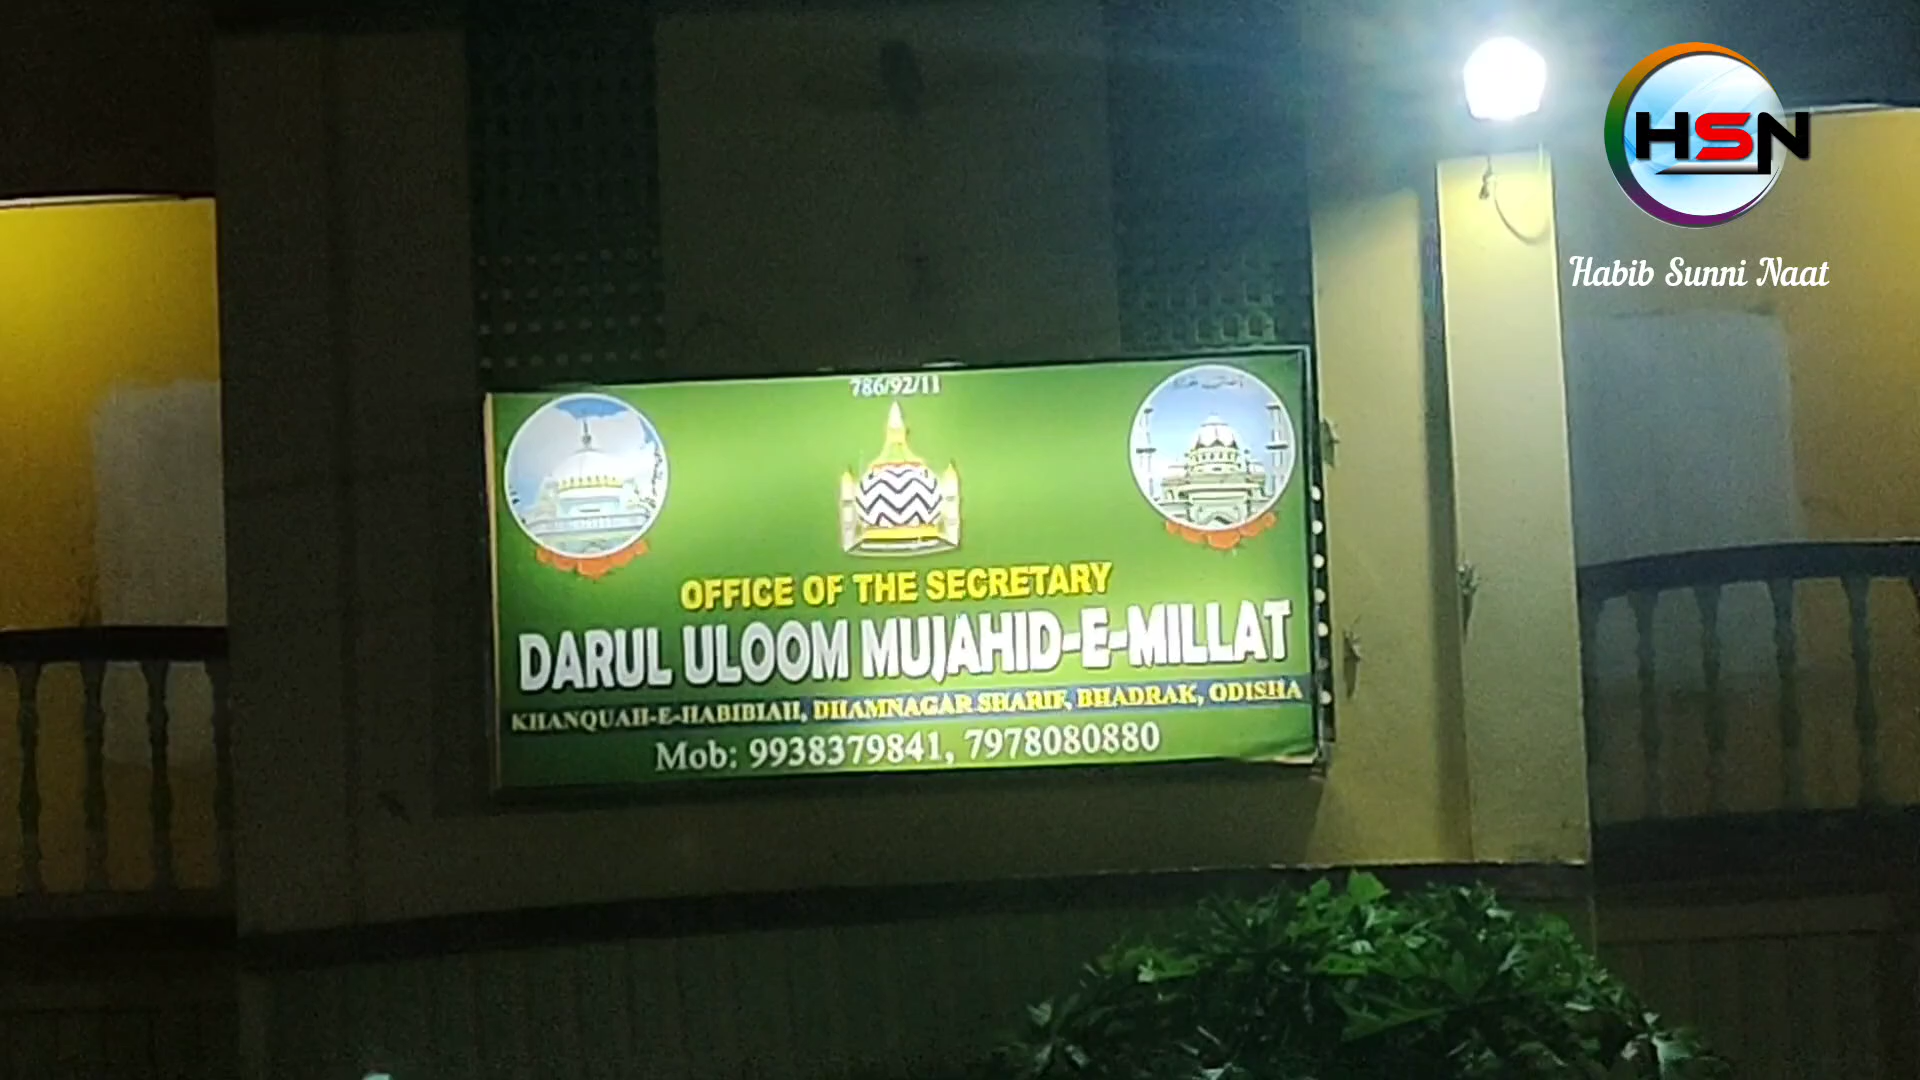 HSN
Habib Sunni Naat
786/92/11
OFFICE OF THE SECRETARY
DARUL ULOOM MUJAHID-E-MILLAT
KHANQUAH-E-HABIBIAH, DHAMNAGAR SHARIF, BHADRAK, ODISHA
Mob: 9938379841, 7978080880